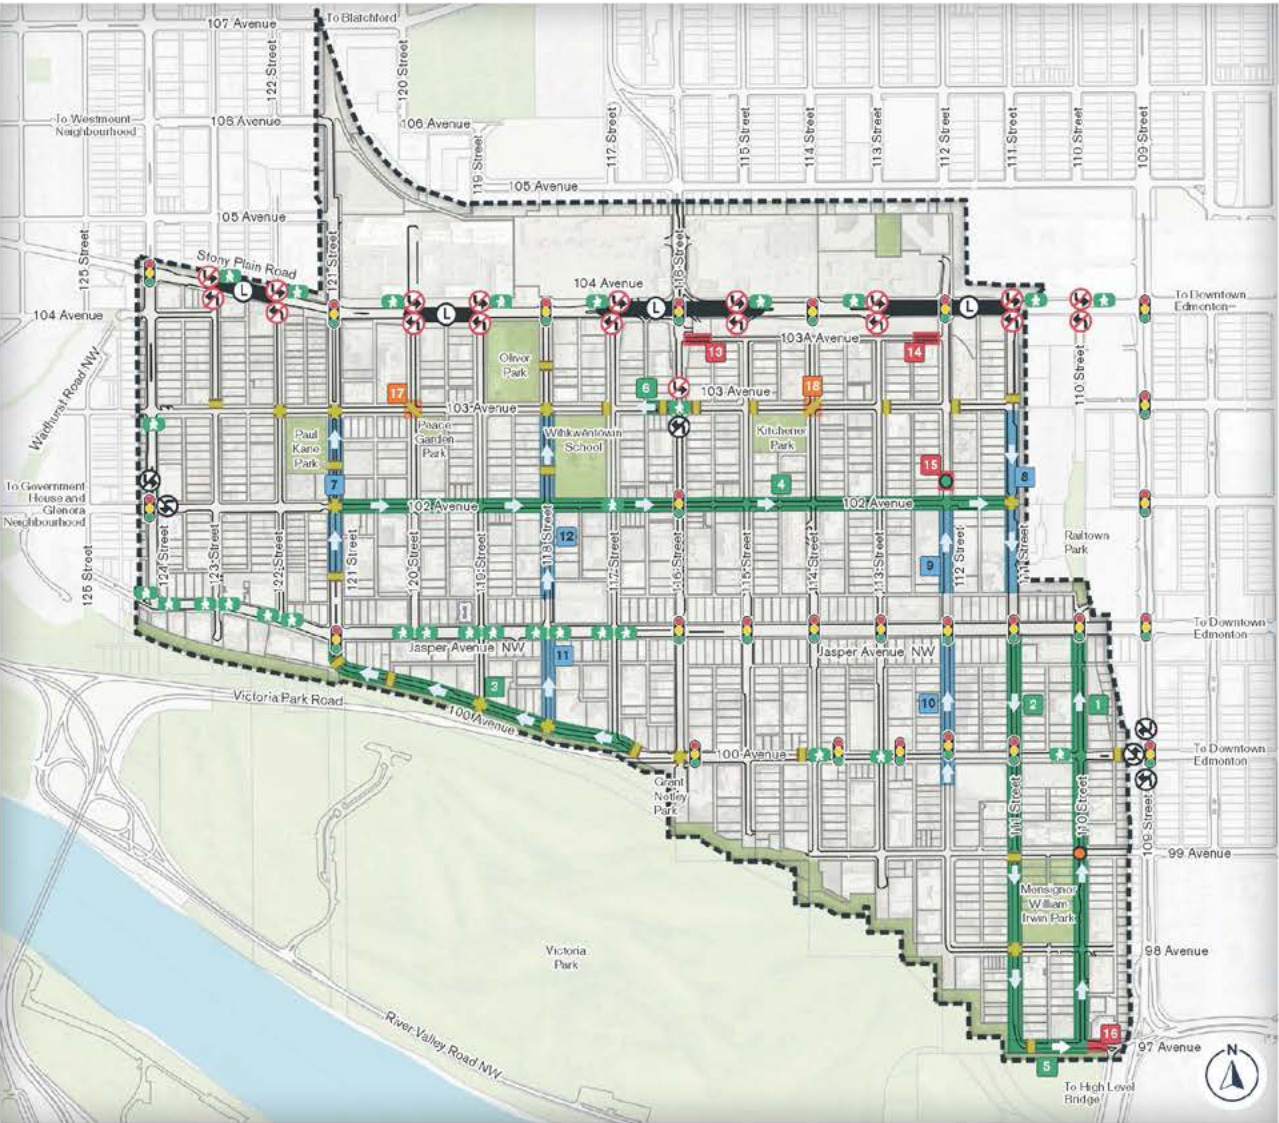 107 Avenue
To Blatchford
122 Street
120 Street
To Westmount
Neighbourhood
106 Avenue
106 Avenue
119 Street
117 Street
115 Street
114 Street
113 Street
112 Street
111 Street
110 Street
109 Street
105 Avenue
105 Avenue
125 Street
Stony Plain Road
121 Street
116 Street
104 Avenue
L
L
L
L
104 Avenue
To Downtown
Edmonton
103A Avenue
13
14
Oliver
Park
Wadhurst Road NW
110 Street
17
6
103 Avenue
18
103 Avenue
Paul
Kane
Park
Peace
Garden
Park
Wîhkwêntôwin
School
Kitchener
Park
15
To Government
House and
Glenora
Neighbourhood
7
4
8
102 Avenue
102 Avenue
12
9
Railtown
Park
125 Street
124 Street
123 Street
122 Street
121 Street
120 Street
119 Street
118 Street
117 Street
116 Street
115 Street
114 Street
113 Street
112 Street
111 Street
To Downtown
Edmonton
Jasper Avenue NW
Jasper Avenue NW
11
3
10
2
1
Victoria Park Road
100 Avenue
100 Avenue
To Downtown
Edmonton
Grant
Notley
Park
111 Street
110 Street
109 Street
99 Avenue
Monsignor
William
Irwin Park
Victoria
Park
98 Avenue
River Valley Road NW
16
97 Avenue
5
N
To High Level
Bridge